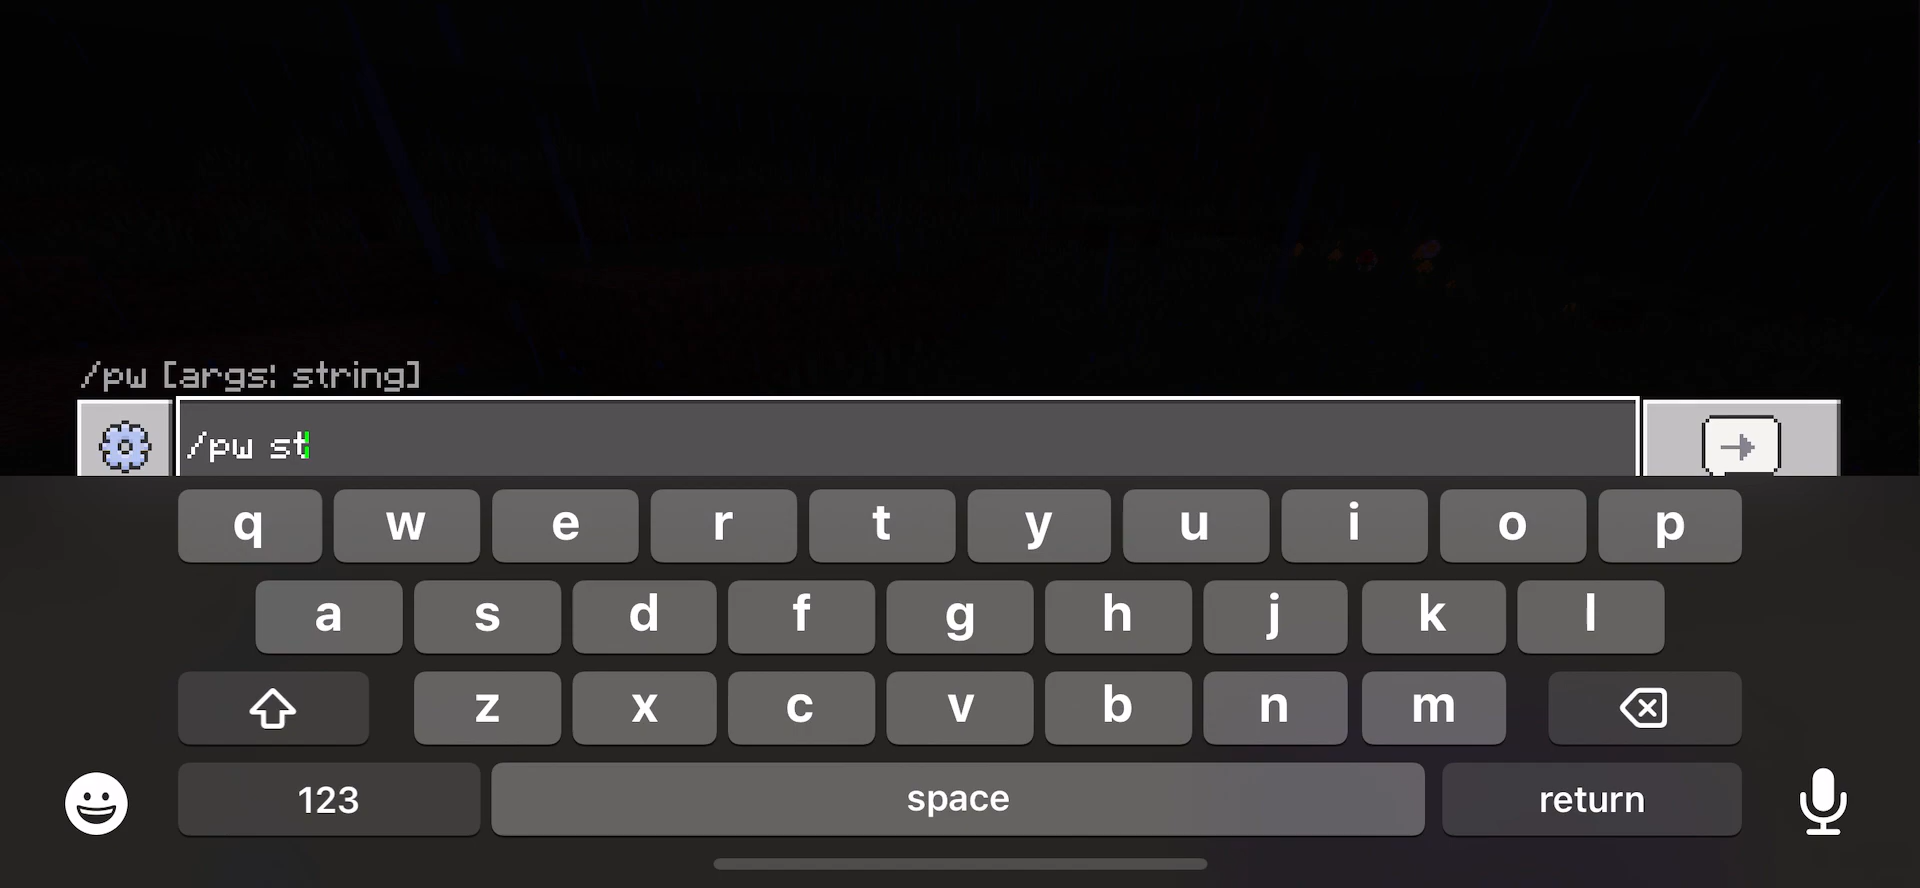 /pw [args: string]
/pw st
q w e r t y u i o p
a s d f g h j k l
z x c v b n m
123 space return